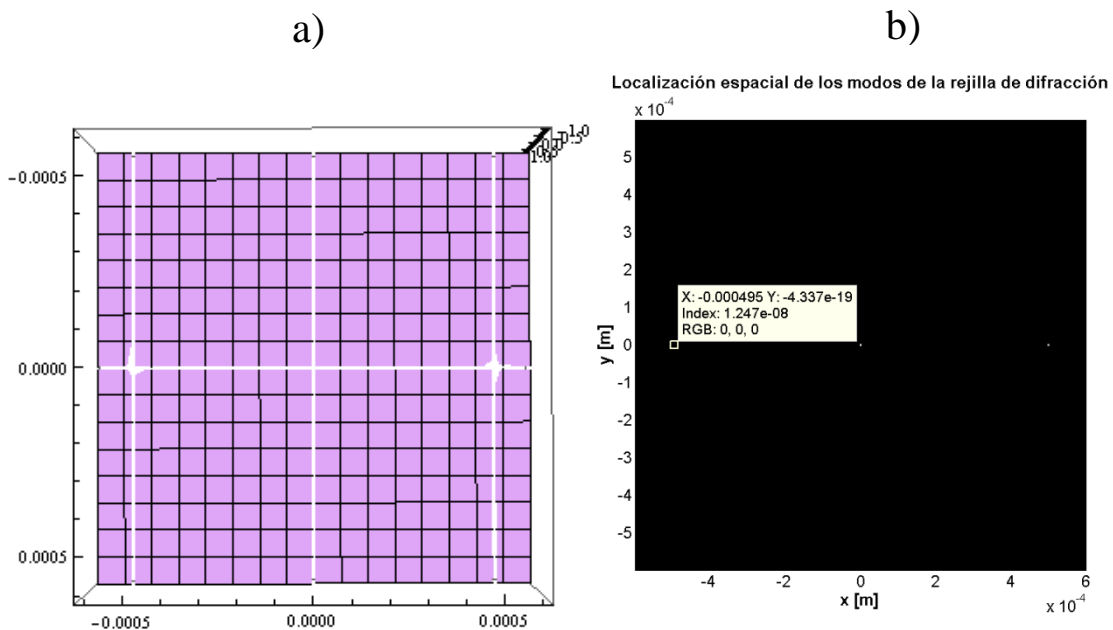 a)
b)
Localización espacial de los modos de la rejilla de difracción
x 10⁻⁴
-0.0005
0.0000
0.0005
-0.0005
0.0000
0.0005
1.0
5
4
3
2
1
0
-1
-2
-3
-4
-5
y [m]
X: -0.000495 Y: -4.337e-19
Index: 1.247e-08
RGB: 0, 0, 0
-4
-2
0
2
4
6
x [m]
x 10⁻⁴